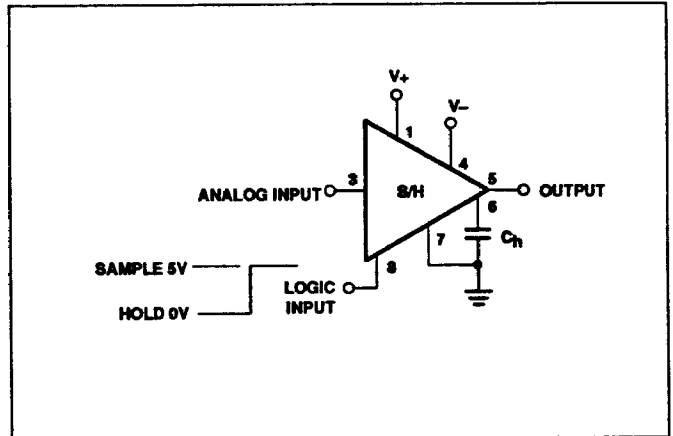 V+
V–
1
4
3
5
ANALOG INPUT
S/H
OUTPUT
6
7
Ch
8
SAMPLE 5V
LOGIC
INPUT
HOLD 0V